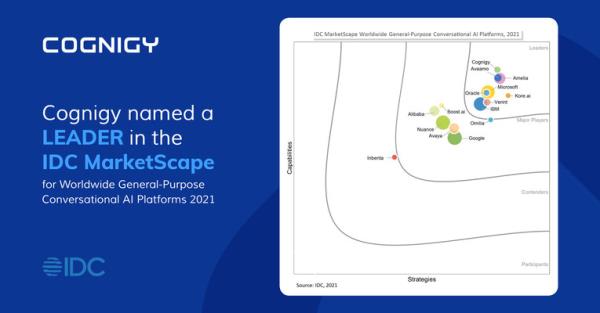 COGNIGY
Cognigy named a
LEADER in the
IDC MarketScape
for Worldwide General-Purpose
Conversational AI Platforms 2021
IDC
IDC MarketScape Worldwide General-Purpose Conversational AI Platforms, 2021
Leaders
Cognigy
Avaamo
Amelia
Microsoft
Oracle
Kore.ai
Verint
IBM
Boost.ai
Alibaba
Omilia
Major Players
Nuance
Avaya
Google
Inbenta
Contenders
Participants
Capabilities
Strategies
Source: IDC, 2021